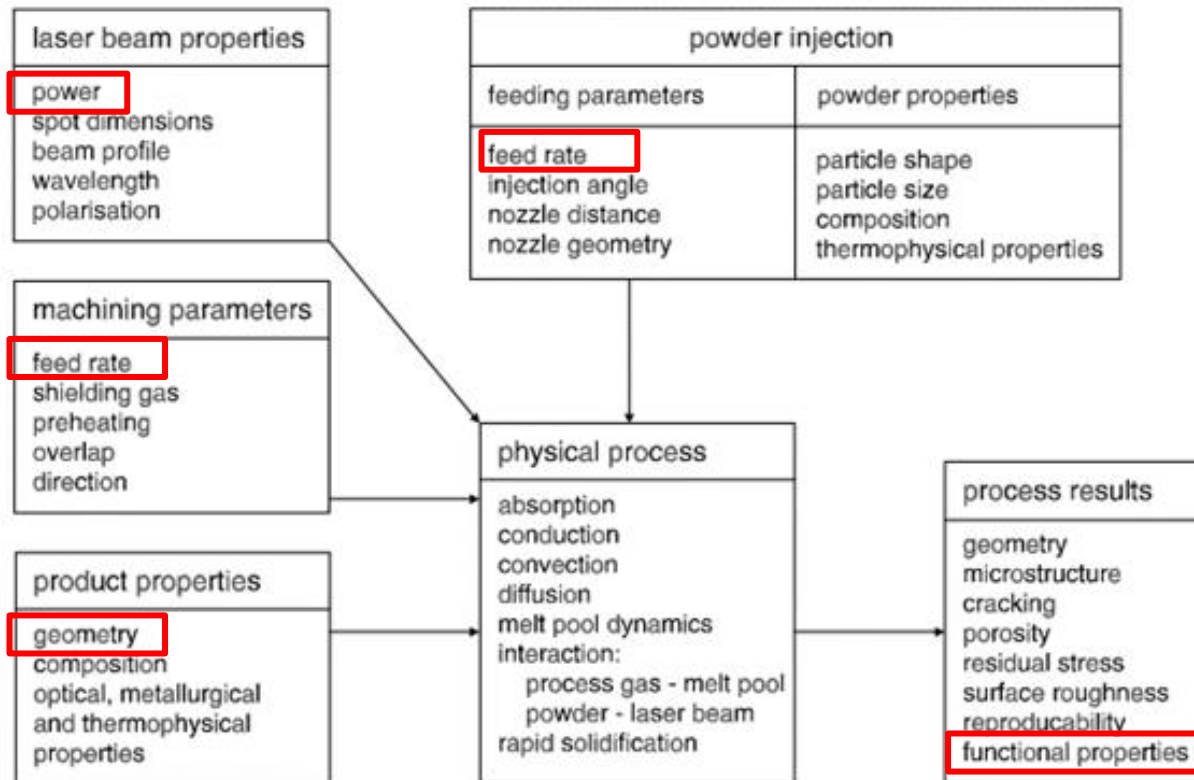 laser beam properties
power
spot dimensions
beam profile
wavelength
polarisation
powder injection
feeding parameters
feed rate
injection angle
nozzle distance
nozzle geometry
powder properties
particle shape
particle size
composition
thermophysical properties
machining parameters
feed rate
shielding gas
preheating
overlap
direction
product properties
geometry
composition
optical, metallurgical
and thermophysical
properties
physical process
absorption
conduction
convection
diffusion
melt pool dynamics
interaction:
process gas - melt pool
powder - laser beam
rapid solidification
process results
geometry
microstructure
cracking
porosity
residual stress
surface roughness
reproducability
functional properties